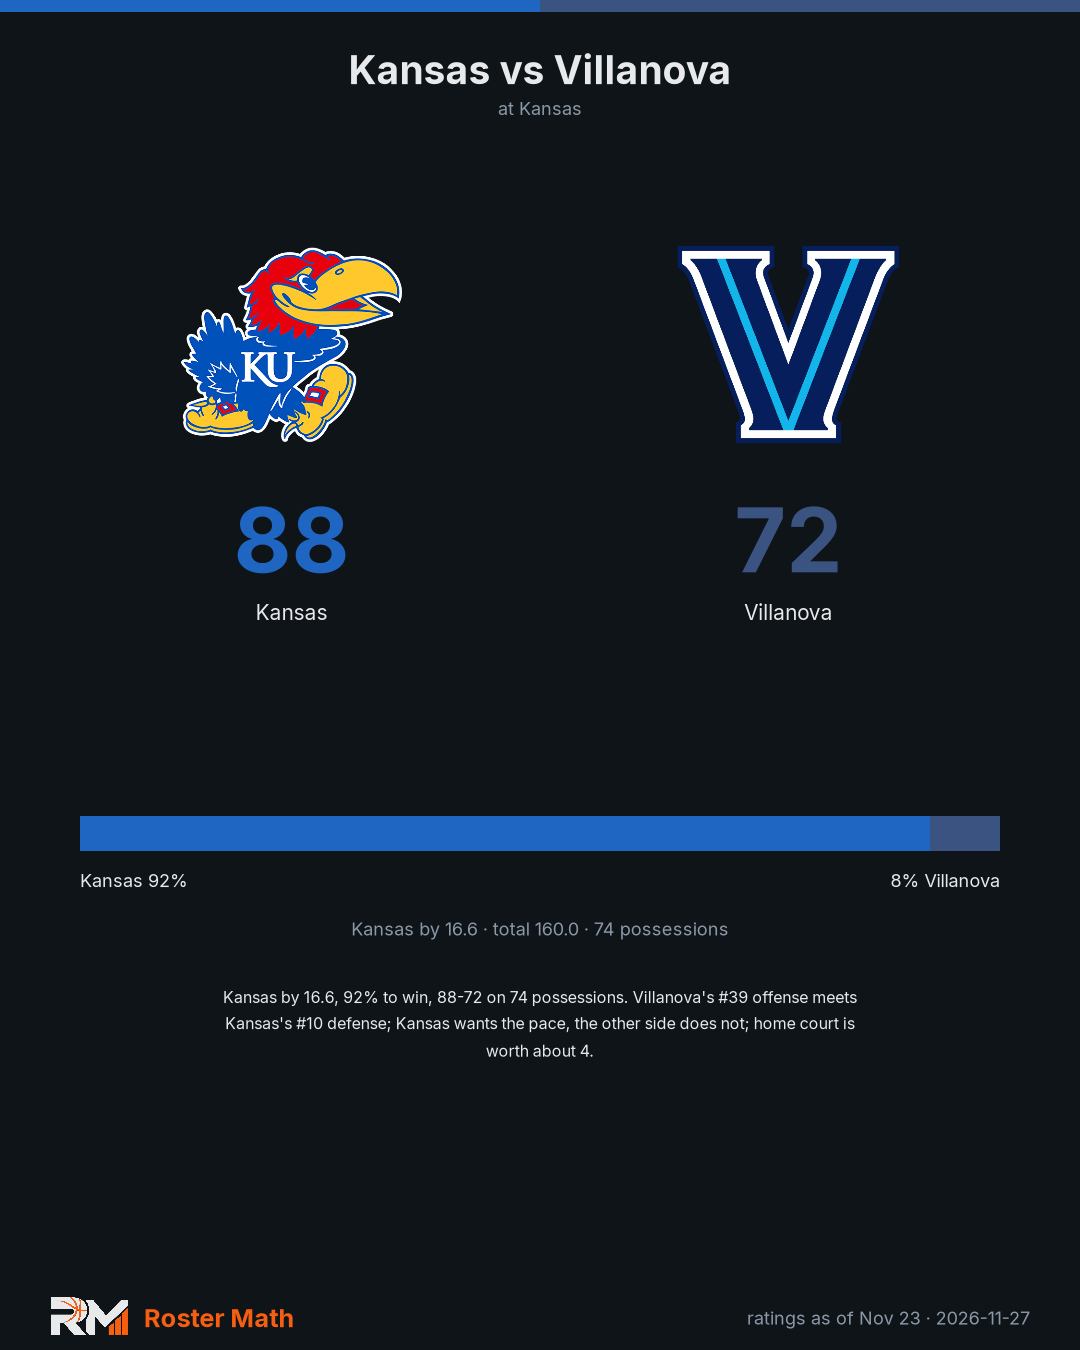 Kansas vs Villanova
at Kansas
KU
88
72
Kansas
Villanova
Kansas 92%
8% Villanova
Kansas by 16.6 · total 160.0 · 74 possessions
Kansas by 16.6, 92% to win, 88-72 on 74 possessions. Villanova's #39 offense meets
Kansas's #10 defense; Kansas wants the pace, the other side does not; home court is
worth about 4.
RM Roster Math
ratings as of Nov 23 · 2026-11-27